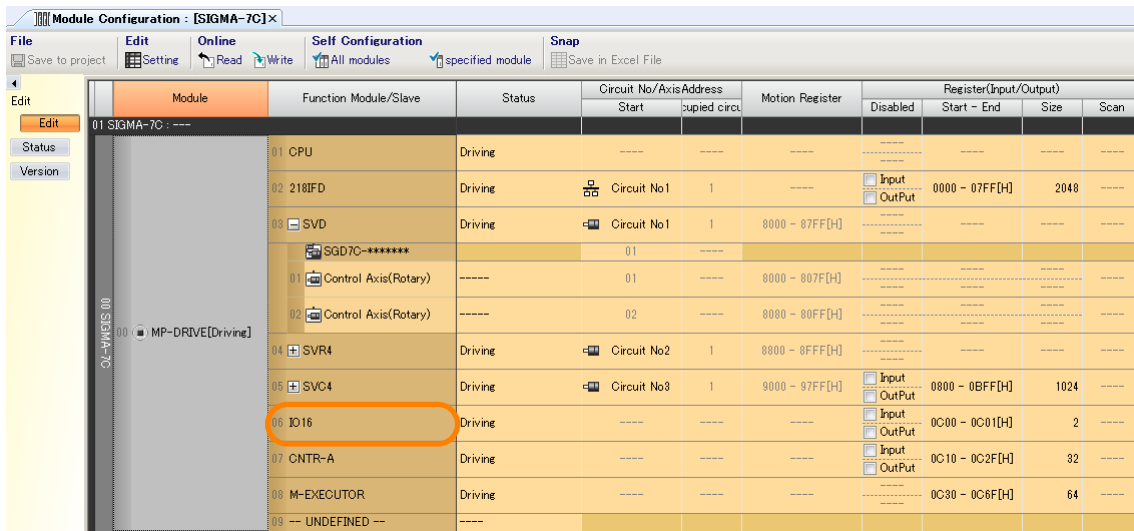 Module Configuration : [SIGMA-7C] ×
File Edit Online Self Configuration Snap
Save to project Setting Read Write All modules specified module Save in Excel File
Edit
Edit
Status
Version
Module Function Module/Slave Status Circuit No/AxisAddress Motion Register Register(Input/Output)
Start cupied circu Disabled Start - End Size Scan
01 SIGMA-7C : ---
00 SIGMA-7C
00 MP-DRIVE[Driving]
01 CPU Driving ---- ---- ---- ---- ---- ---- ---- ----
02 218IFD Driving Circuit No1 1 ---- Input OutPut 0000 - 07FF[H] 2048 ----
03 SVD Driving Circuit No1 1 8000 - 87FF[H] ---- ---- ---- ---- ----
SGD7C-******* 01 ----
01 Control Axis(Rotary) ----- 01 ---- 8000 - 807F[H] ---- ---- ---- ---- ---- ---- ----
02 Control Axis(Rotary) ----- 02 ---- 8080 - 80FF[H] ---- ---- ---- ---- ---- ---- ----
04 SVR4 Driving Circuit No2 1 8800 - 8FFF[H] ---- ---- ---- ---- ----
05 SVC4 Driving Circuit No3 1 9000 - 97FF[H] Input OutPut 0800 - 0BFF[H] 1024 ----
06 IO16 Driving ---- ---- ---- Input OutPut 0C00 - 0C01[H] 2 ----
07 CNTR-A Driving ---- ---- ---- Input OutPut 0C10 - 0C2F[H] 32 ----
08 M-EXECUTOR Driving ---- ---- ---- ---- ---- 0C30 - 0C6F[H] 64 ----
09 -- UNDEFINED -- ----